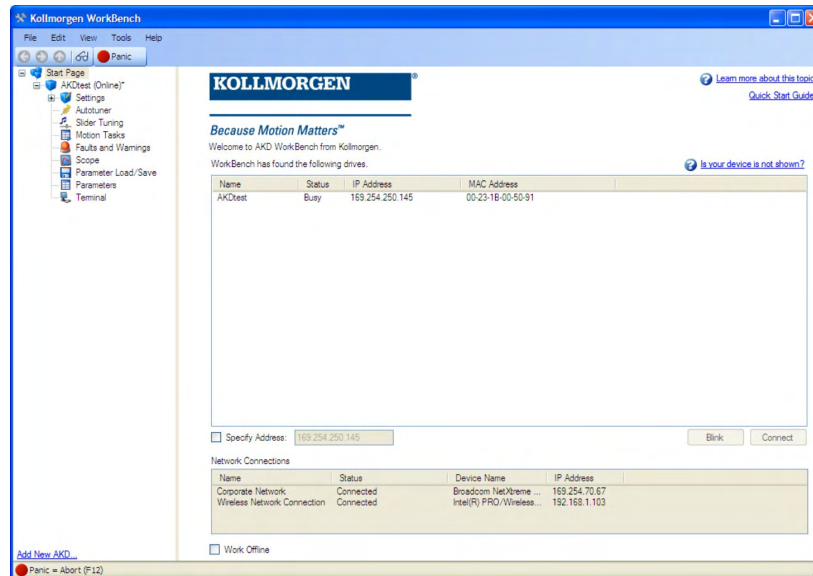 Kollmorgen WorkBench
File Edit View Tools Help
Panic
Start Page
AKDtest (Online)*
Settings
Autotuner
Slider Tuning
Motion Tasks
Faults and Warnings
Scope
Parameter Load/Save
Parameters
Terminal
Add New AKD...
KOLLMORGEN®
Because Motion Matters™
Learn more about this topic
Quick Start Guide
Welcome to AKD WorkBench from Kollmorgen.
WorkBench has found the following drives.
Is your device is not shown?
Name Status IP Address MAC Address
AKDtest Busy 169.254.250.145 00-23-1B-00-50-91
Specify Address: 169.254.250.145 Blink Connect
Network Connections
Name Status Device Name IP Address
Corporate Network Connected Broadcom NetXtreme ... 169.254.70.67
Wireless Network Connection Connected Intel(R) PRO/Wireless... 192.168.1.103
Work Offline
Panic = Abort (F12)